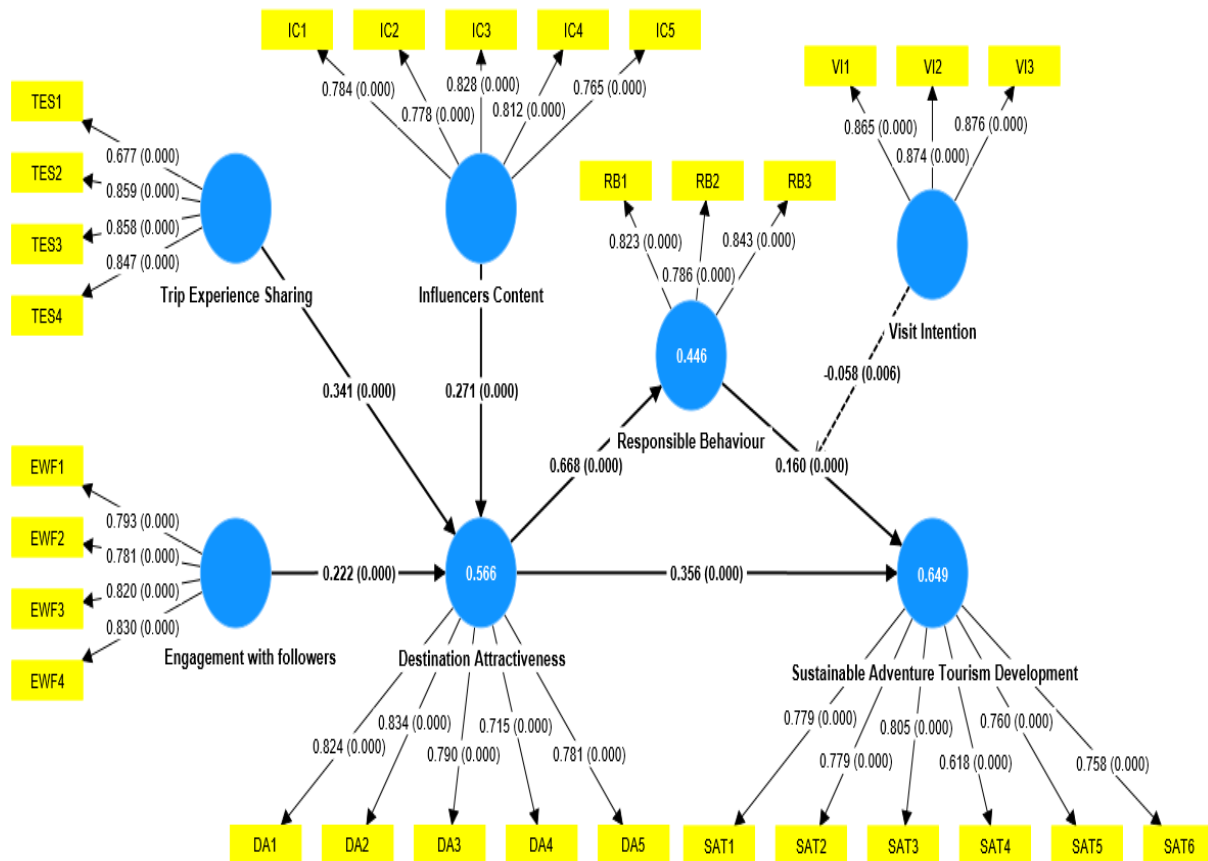 IC1 IC2 IC3 IC4 IC5
0.784 (0.000) 0.778 (0.000) 0.828 (0.000) 0.812 (0.000) 0.765 (0.000)
VI1 VI2 VI3
0.865 (0.000) 0.874 (0.000) 0.876 (0.000)
TES1
TES2
TES3
TES4
0.677 (0.000)
0.859 (0.000)
0.858 (0.000)
0.847 (0.000)
Trip Experience Sharing
Influencers Content
RB1 RB2 RB3
0.823 (0.000) 0.786 (0.000) 0.843 (0.000)
Visit Intention
0.446
Responsible Behaviour
-0.058 (0.006)
0.341 (0.000)
0.271 (0.000)
0.668 (0.000)
0.160 (0.000)
EWF1
EWF2
EWF3
EWF4
0.793 (0.000)
0.781 (0.000)
0.820 (0.000)
0.830 (0.000)
Engagement with followers
0.222 (0.000)
0.566
0.356 (0.000)
0.649
Destination Attractiveness
Sustainable Adventure Tourism Development
0.824 (0.000) 0.834 (0.000) 0.790 (0.000) 0.715 (0.000) 0.781 (0.000)
0.779 (0.000) 0.779 (0.000) 0.805 (0.000) 0.618 (0.000) 0.760 (0.000) 0.758 (0.000)
DA1 DA2 DA3 DA4 DA5
SAT1 SAT2 SAT3 SAT4 SAT5 SAT6